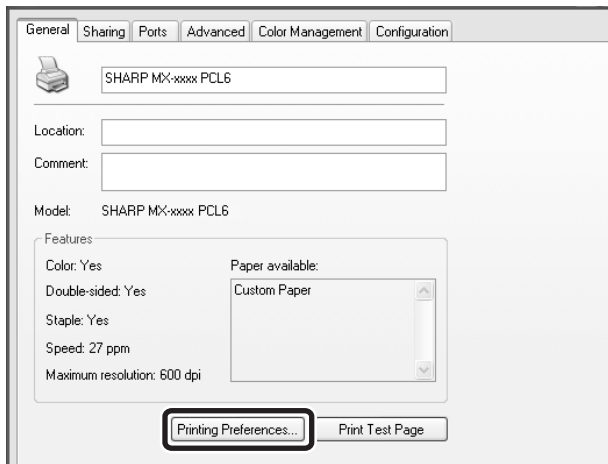 General Sharing Ports Advanced Color Management Configuration
SHARP MX-xxxx PCL6
Location:
Comment:
Model: SHARP MX-xxxx PCL6
Features
Color: Yes
Paper available:
Double-sided: Yes
Custom Paper
Staple: Yes
Speed: 27 ppm
Maximum resolution: 600 dpi
Printing Preferences... Print Test Page